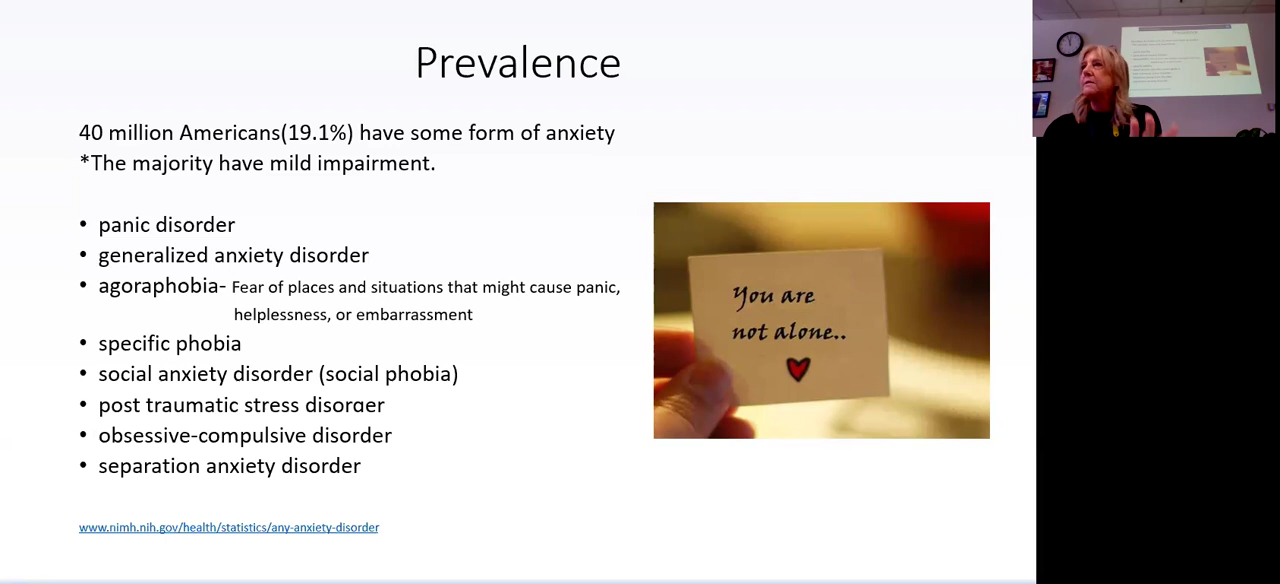 Prevalence
40 million Americans(19.1%) have some form of anxiety
*The majority have mild impairment.
• panic disorder
• generalized anxiety disorder
• agoraphobia- Fear of places and situations that might cause panic,
helplessness, or embarrassment
• specific phobia
• social anxiety disorder (social phobia)
• post traumatic stress disorder
• obsessive-compulsive disorder
• separation anxiety disorder
www.nimh.nih.gov/health/statistics/any-anxiety-disorder
You are
not alone..